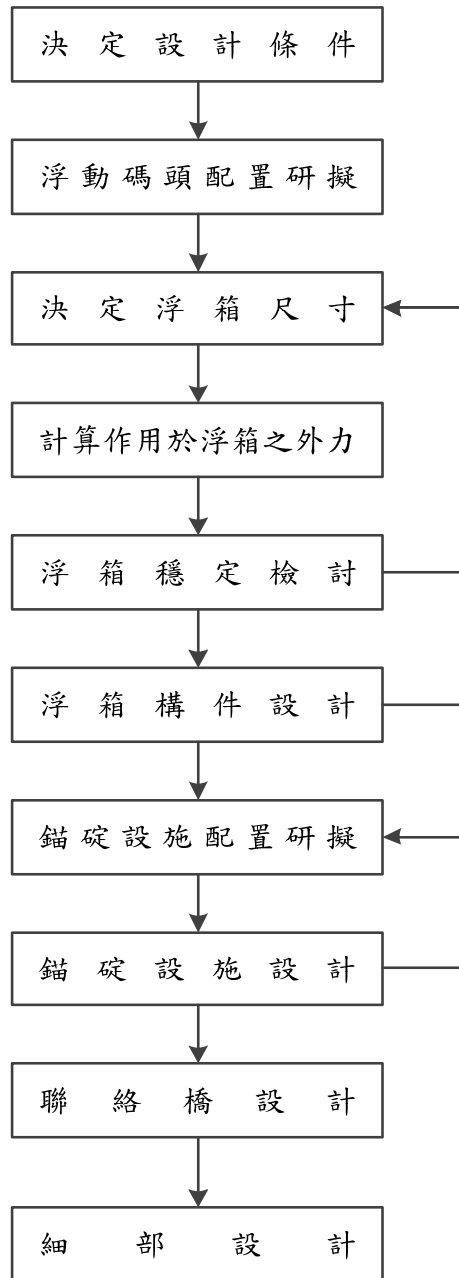 決定設計條件
浮動碼頭配置研擬
決定浮箱尺寸
計算作用於浮箱之外力
浮箱穩定檢討
浮箱構件設計
錨碇設施配置研擬
錨碇設施設計
聯絡橋設計
細部設計